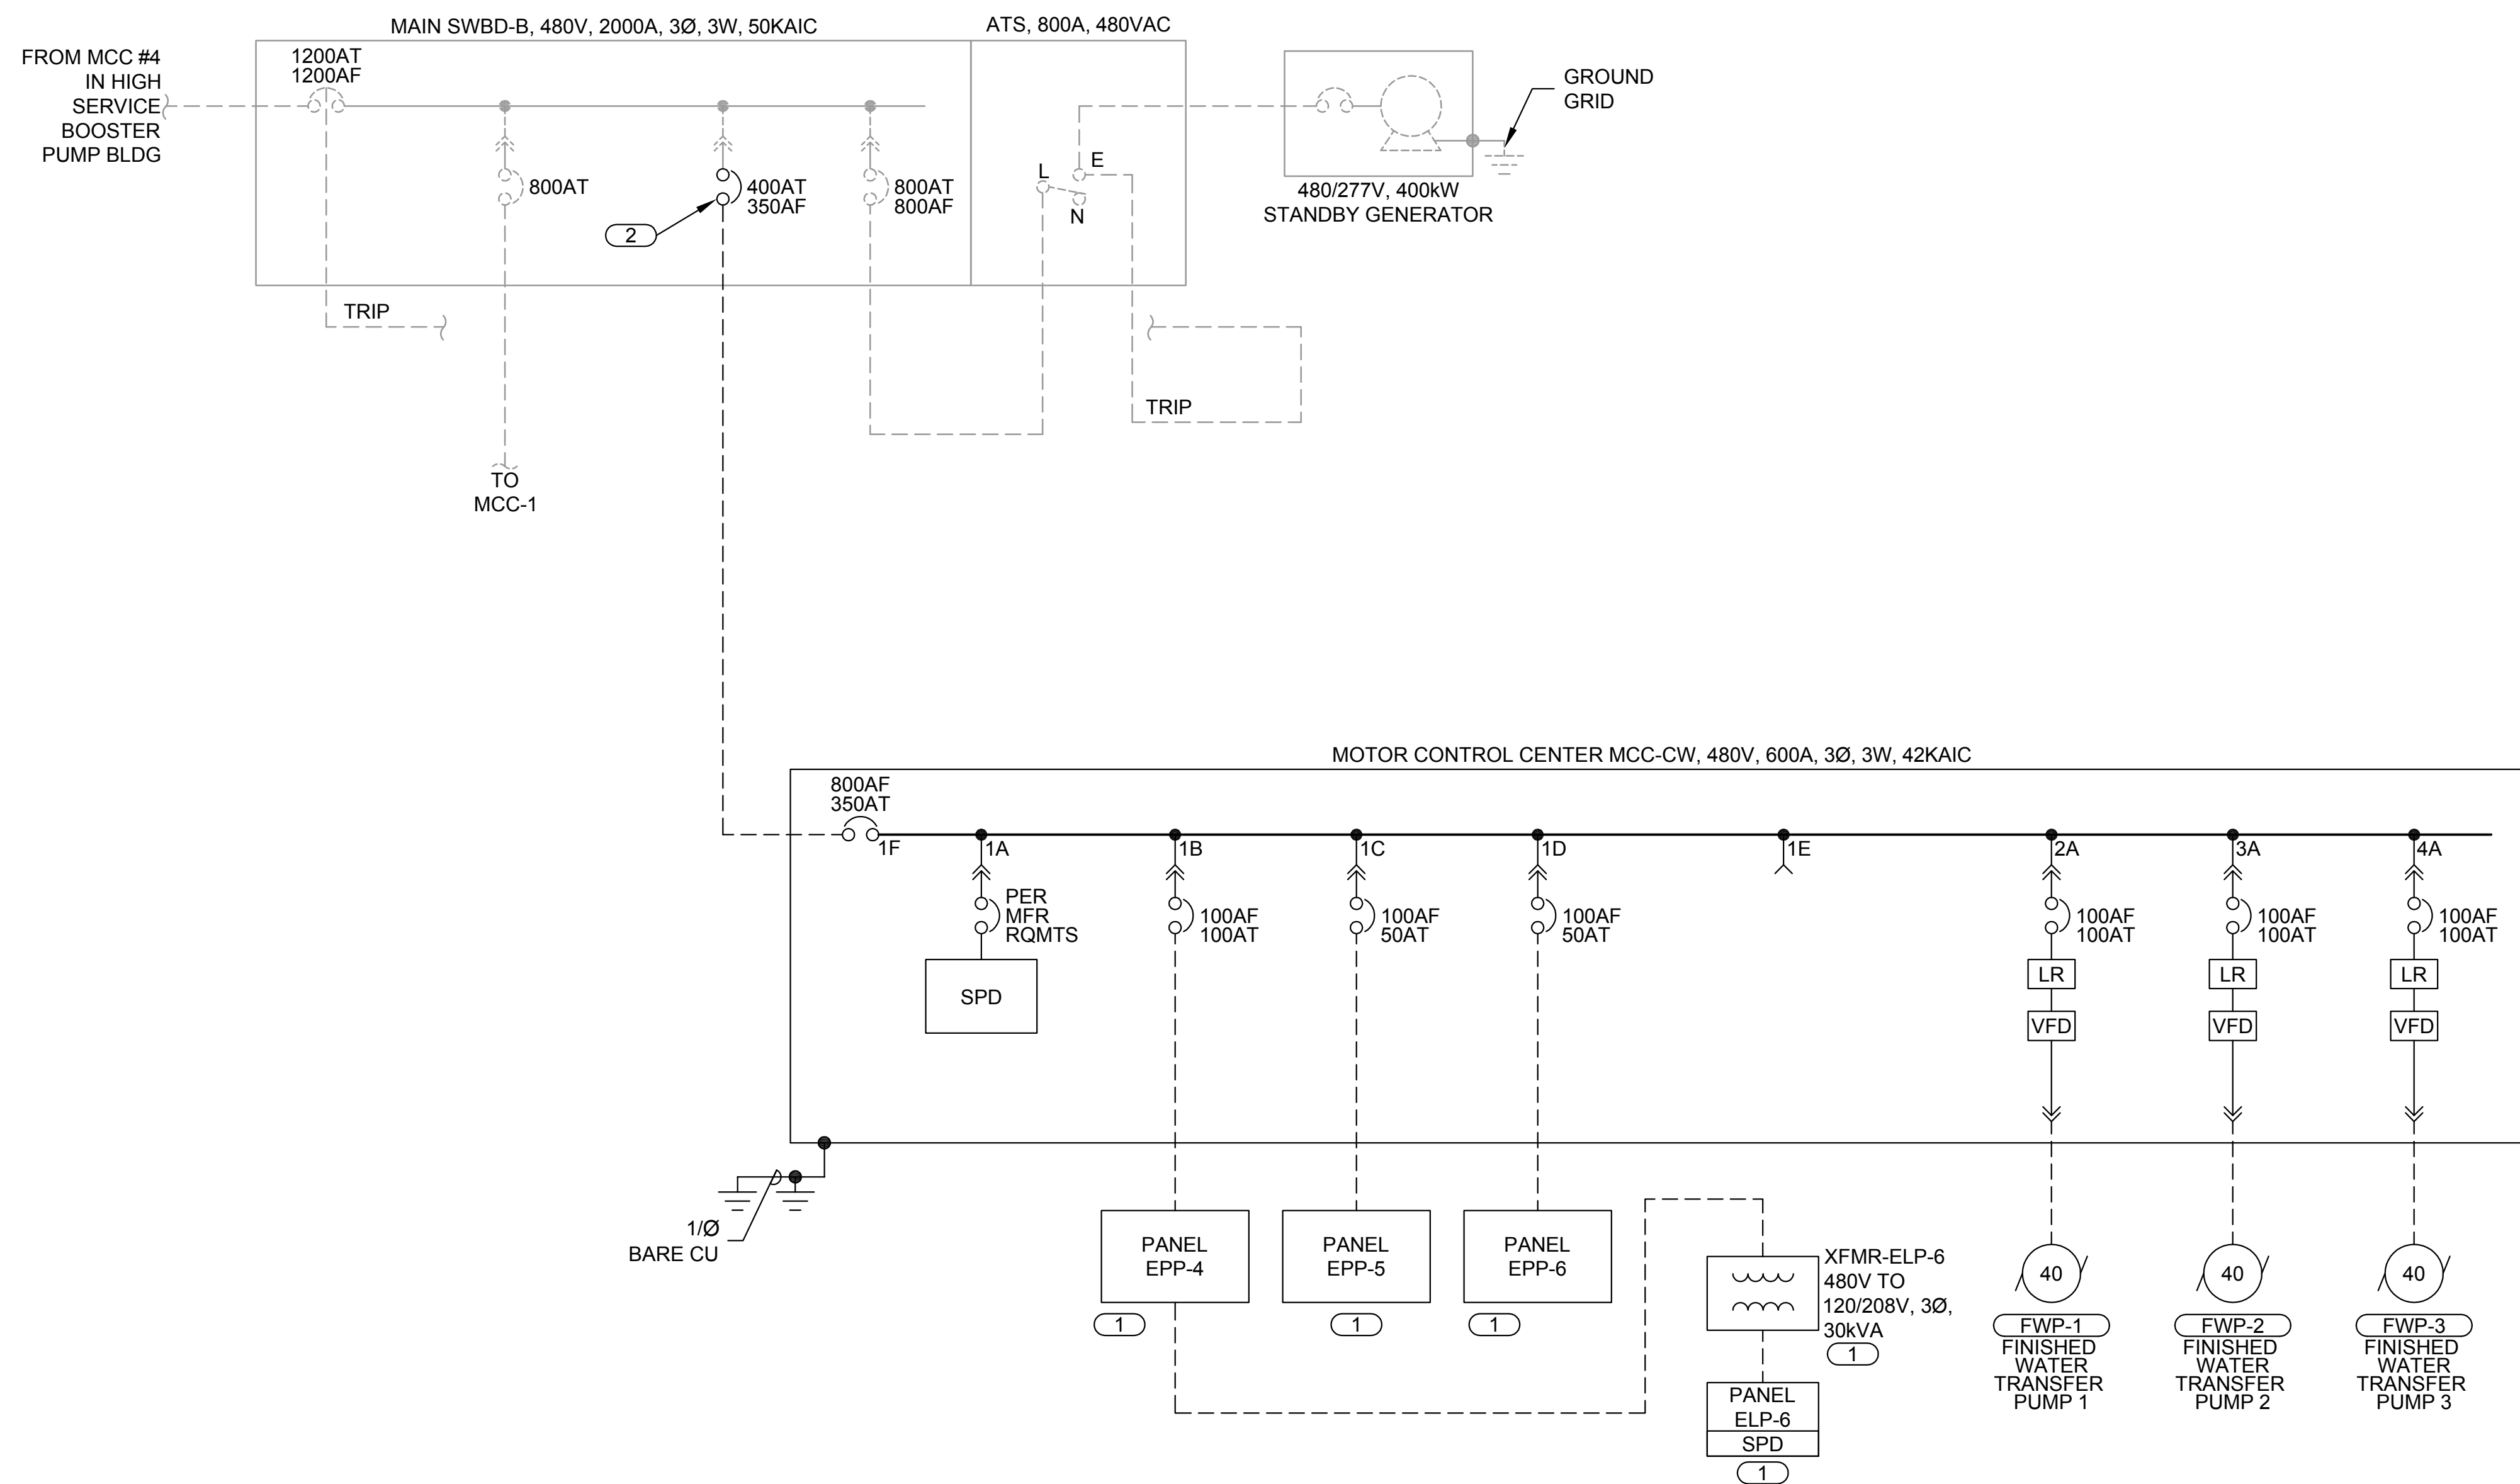 MAIN SWBD-B, 480V, 2000A, 3Ø, 3W, 50KAIC
ATS, 800A, 480VAC
FROM MCC #4
IN HIGH
SERVICE
BOOSTER
PUMP BLDG
1200AT
1200AF
800AT
400AT
350AF
800AT
800AF
2
L
E
N
GROUND
GRID
480/277V, 400kW
STANDBY GENERATOR
TRIP
TRIP
TO
MCC-1
MOTOR CONTROL CENTER MCC-CW, 480V, 600A, 3Ø, 3W, 42KAIC
800AF
350AT
1F
1A
1B
1C
1D
1E
2A
3A
4A
PER
MFR
RQMTS
100AF
100AT
100AF
50AT
100AF
50AT
100AF
100AT
100AF
100AT
100AF
100AT
SPD
LR
LR
LR
VFD
VFD
VFD
1/Ø
BARE CU
PANEL
EPP-4
1
PANEL
EPP-5
1
PANEL
EPP-6
1
XFMR-ELP-6
480V TO
120/208V, 3Ø,
30kVA
1
PANEL
ELP-6
SPD
1
40
FWP-1
FINISHED
WATER
TRANSFER
PUMP 1
40
FWP-2
FINISHED
WATER
TRANSFER
PUMP 2
40
FWP-3
FINISHED
WATER
TRANSFER
PUMP 3